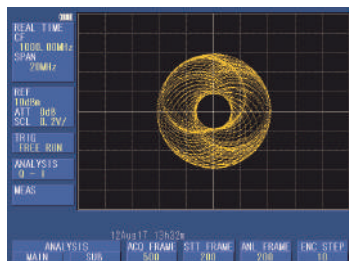 REAL TIME
CF
1000.00MHz
SPAN
20MHz
REF
10dBm
ATT 0dB
SCL 0.2V/
TRIG
FREE RUN
ANALYSIS
Q - I
MEAS
12Aug17 13h32m
ANALYSIS ACQ FRAME STT FRAME ANL FRAME ENC STEP
MAIN SUB 500 200 200 10